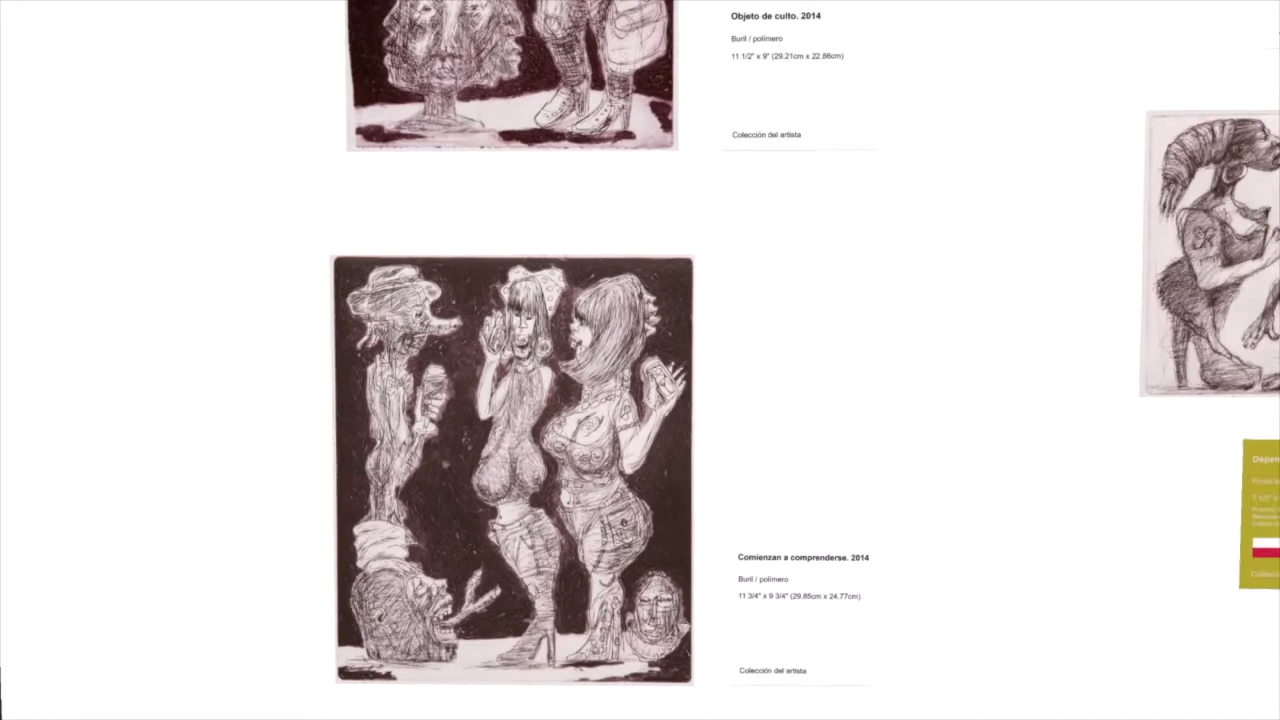 Objeto de culto. 2014
Buril / polímero
11 1/2" x 9" (29.21cm x 22.86cm)
Colección del artista
Comienzan a comprenderse. 2014
Buril / polímero
11 3/4" x 9 3/4" (29.85cm x 24.77cm)
Colección del artista